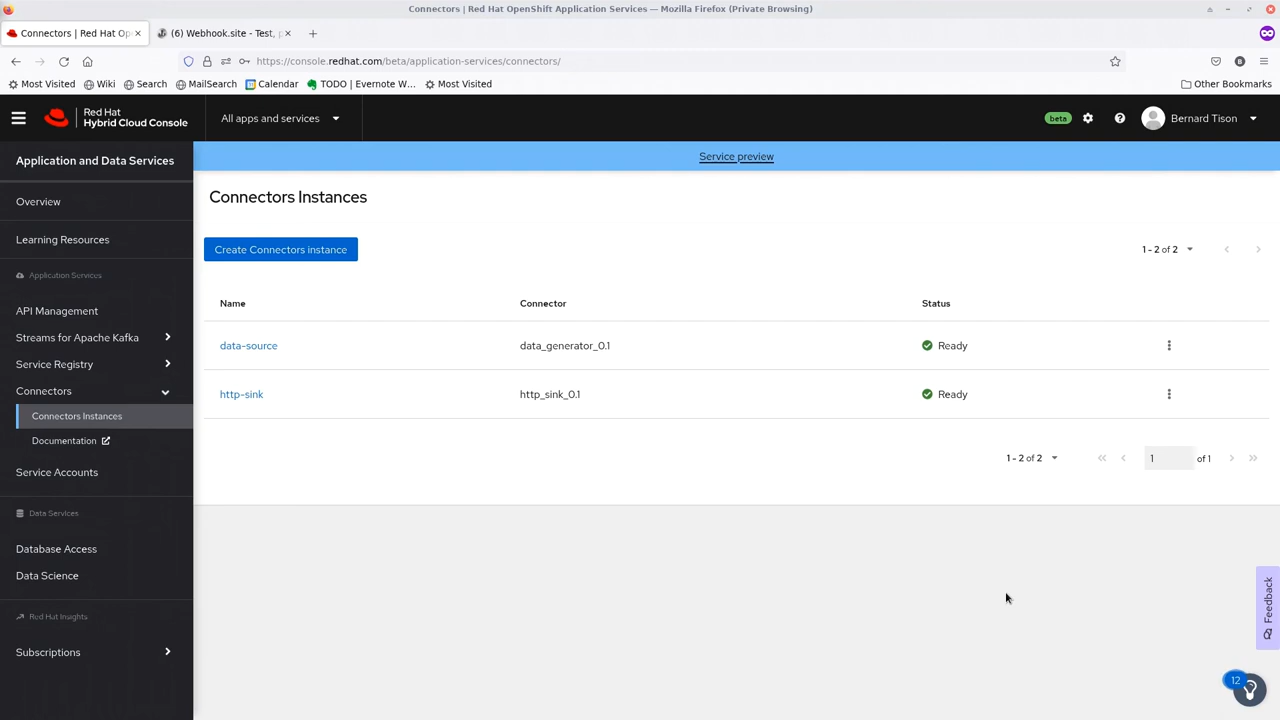 Connectors | Red Hat OpenShift Application Services — Mozilla Firefox (Private Browsing)
Connectors | Red Hat Op
(6) Webhook.site - Test,
https://console.redhat.com/beta/application-services/connectors/
Most Visited
Wiki
Search
MailSearch
Calendar
TODO | Evernote W...
Most Visited
Other Bookmarks
Red Hat
Hybrid Cloud Console
All apps and services
beta
Bernard Tison
Application and Data Services
Service preview
Overview
Learning Resources
Application Services
API Management
Streams for Apache Kafka
Service Registry
Connectors
Connectors Instances
Documentation
Service Accounts
Data Services
Database Access
Data Science
Red Hat Insights
Subscriptions
Connectors Instances
Create Connectors instance
1 - 2 of 2
Name Connector Status
data-source data_generator_0.1 Ready
http-sink http_sink_0.1 Ready
1 - 2 of 2
1 of 1
Feedback
12